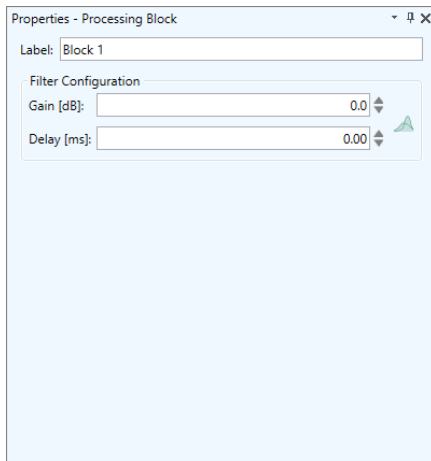 Properties - Processing Block
Label: Block 1
Filter Configuration
Gain [dB]: 0.0
Delay [ms]: 0.00